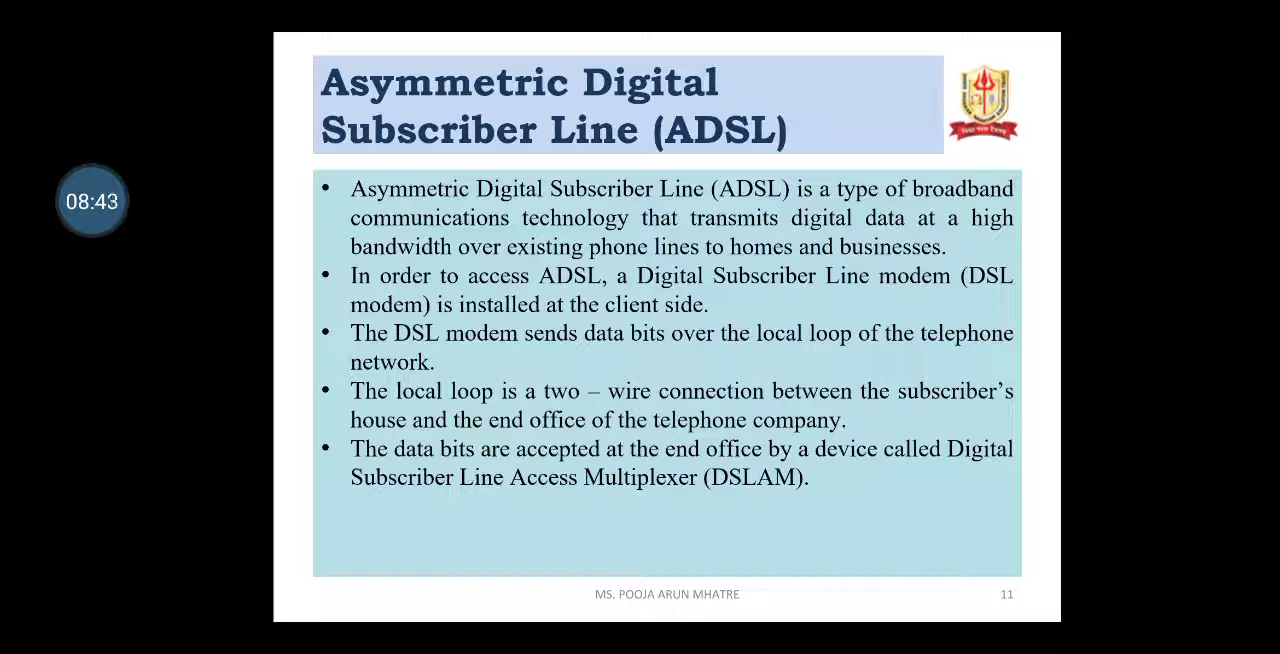 Asymmetric Digital
Subscriber Line (ADSL)
08:43
• Asymmetric Digital Subscriber Line (ADSL) is a type of broadband
communications technology that transmits digital data at a high
bandwidth over existing phone lines to homes and businesses.
• In order to access ADSL, a Digital Subscriber Line modem (DSL
modem) is installed at the client side.
• The DSL modem sends data bits over the local loop of the telephone
network.
• The local loop is a two – wire connection between the subscriber’s
house and the end office of the telephone company.
• The data bits are accepted at the end office by a device called Digital
Subscriber Line Access Multiplexer (DSLAM).
MS. POOJA ARUN MHATRE
11